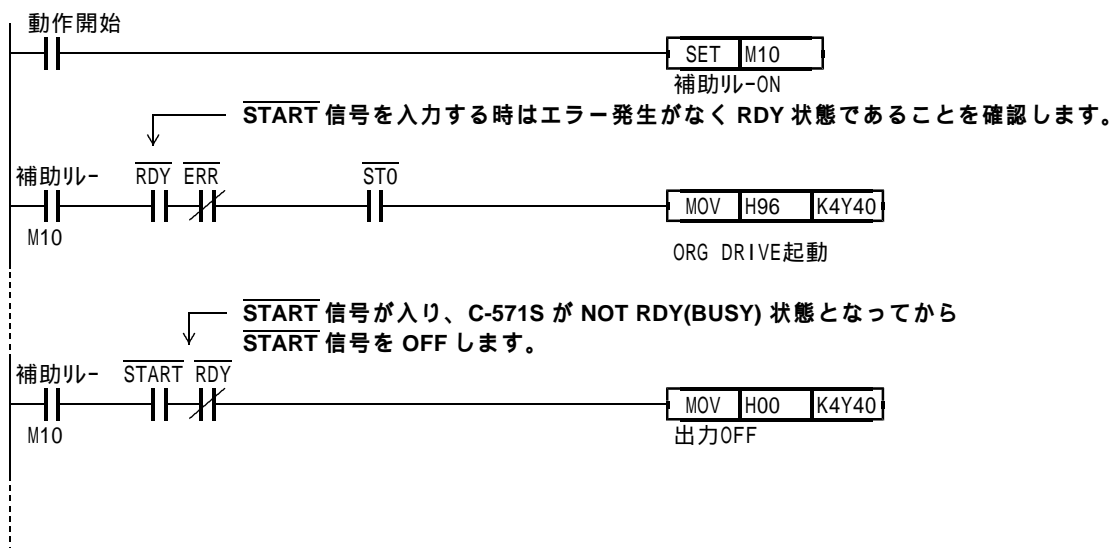 動作開始
SET M10
補助リレーON
START 信号を入力する時はエラー発生がなく RDY 状態であることを確認します。
補助リレー RDY ERR ST0
MOV H96 K4Y40
M10
ORG DRIVE起動
START 信号が入り、C-571S が NOT RDY(BUSY) 状態となってから
START 信号を OFF します。
補助リレー START RDY
MOV H00 K4Y40
M10
出力OFF